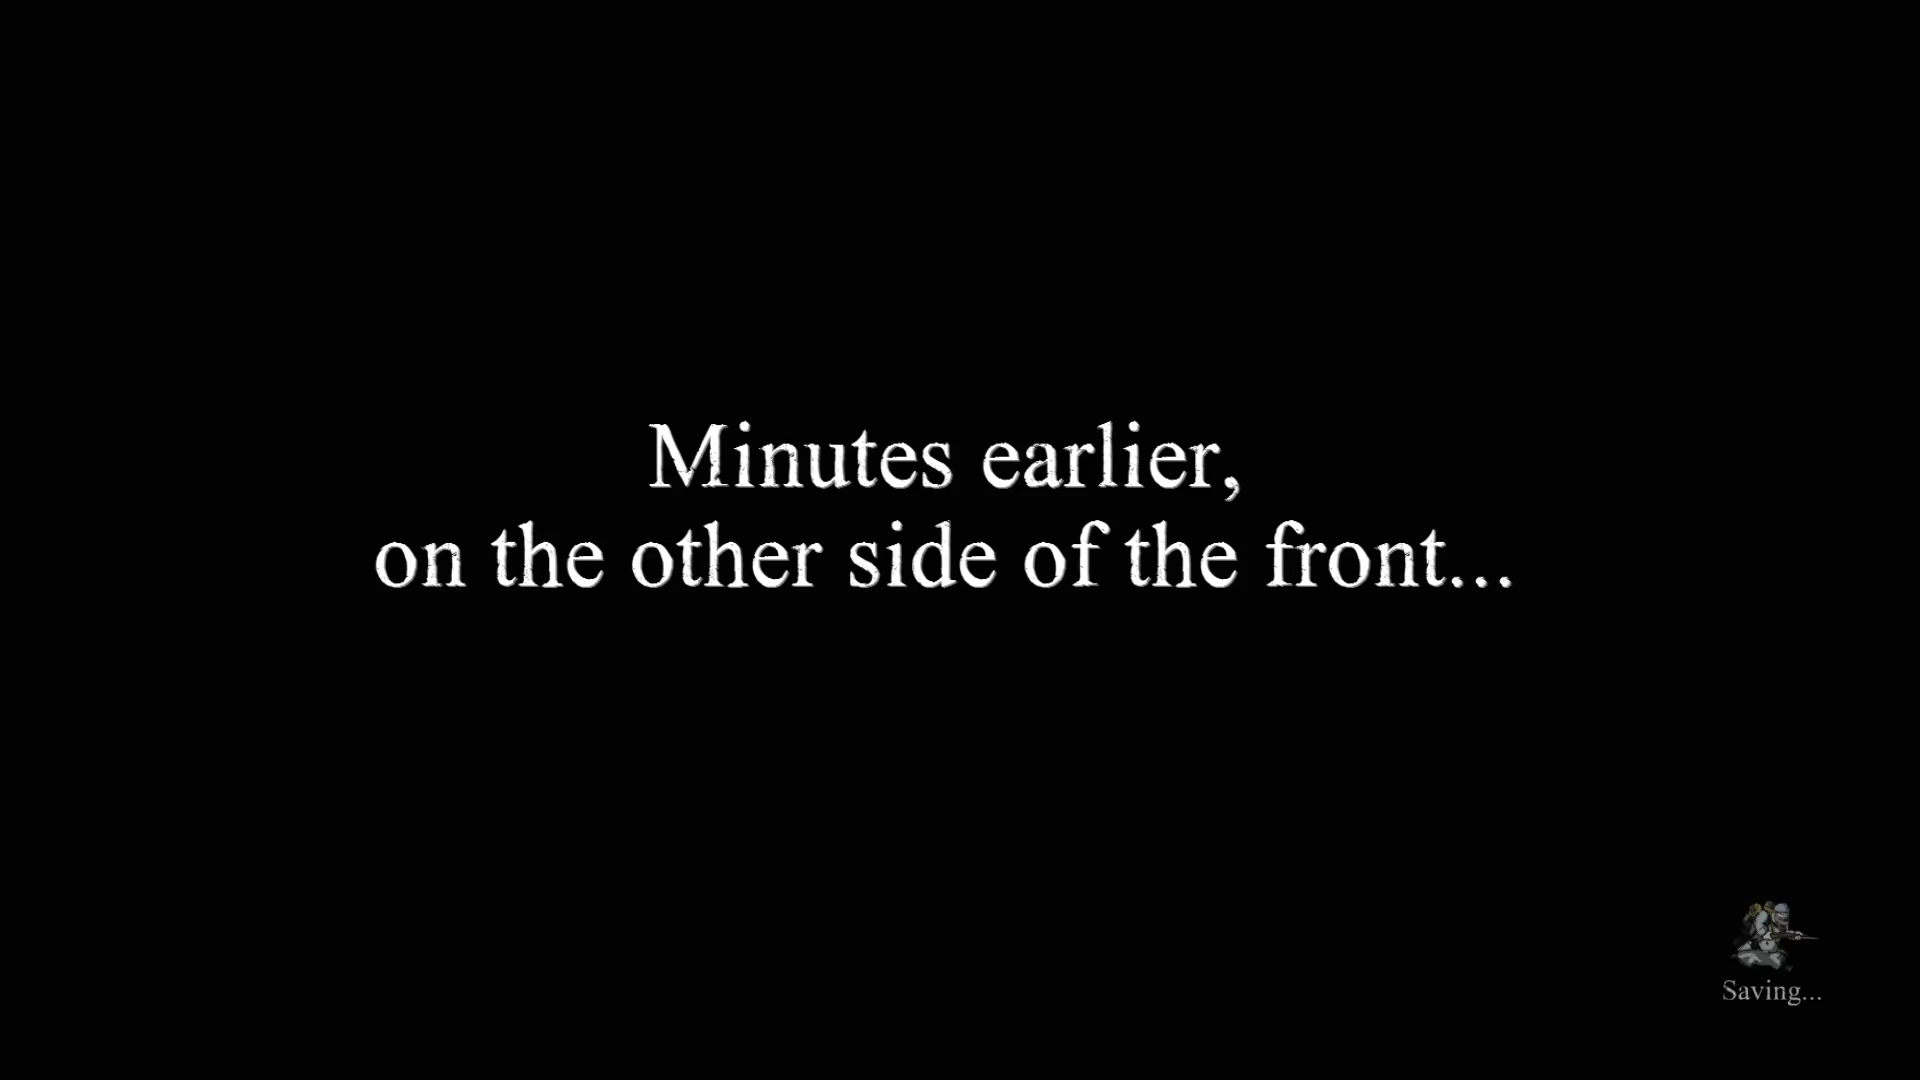 Minutes earlier,
on the other side of the front...
Saving...